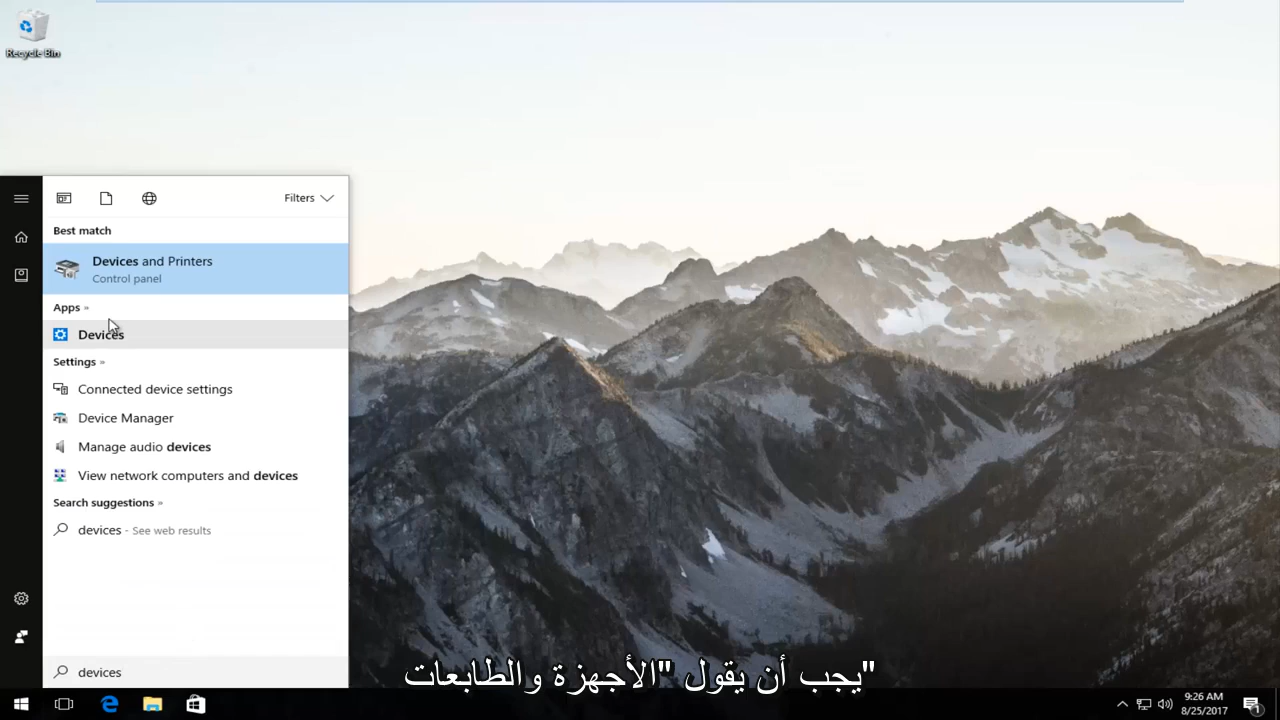 Recycle Bin
Filters
Best match
Devices and Printers
Control panel
Apps »
Devices
Settings »
Connected device settings
Device Manager
Manage audio devices
View network computers and devices
Search suggestions »
devices - See web results
devices
يجب أن يقول "الأجهزة والطابعات"
9:26 AM
8/25/2017
1